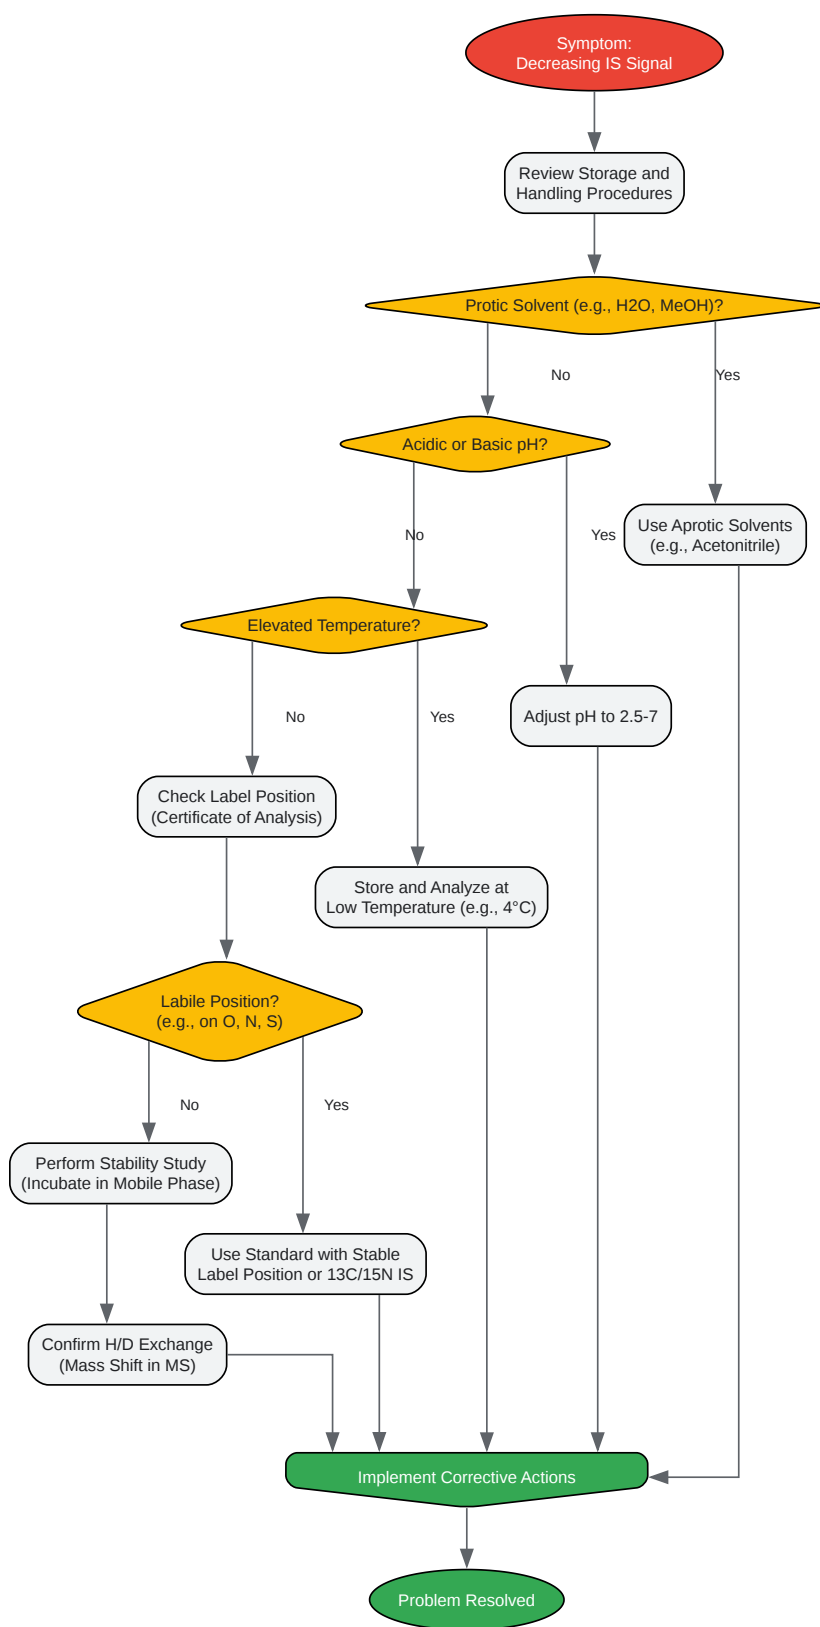 Symptom:
Decreasing IS Signal
Review Storage and
Handling Procedures
Protic Solvent (e.g., H2O, MeOH)?
No
Yes
Acidic or Basic pH?
No
Yes
Use Aprotic Solvents
(e.g., Acetonitrile)
Elevated Temperature?
No
Yes
Adjust pH to 2.5-7
Check Label Position
(Certificate of Analysis)
Store and Analyze at
Low Temperature (e.g., 4°C)
Labile Position?
(e.g., on O, N, S)
No
Yes
Perform Stability Study
(Incubate in Mobile Phase)
Use Standard with Stable
Label Position or 13C/15N IS
Confirm H/D Exchange
(Mass Shift in MS)
Implement Corrective Actions
Problem Resolved